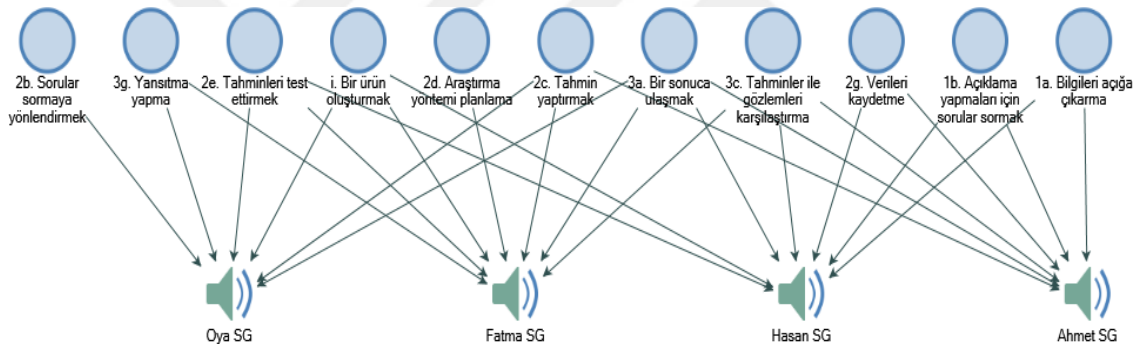 2b. Sorular
sormaya
yönlendirmek
3g. Yansıtma
yapma
2e. Tahminleri test
ettirmek
i. Bir ürün
oluşturmak
2d. Araştırma
yöntemi planlama
2c. Tahmin
yaptırmak
3a. Bir sonuca
ulaşmak
3c. Tahminler ile
gözlemleri
karşılaştırma
2g. Verileri
kaydetme
1b. Açıklama
yapmaları için
sorular sormak
1a. Bilgileri açığa
çıkarma
Oya SG
Fatma SG
Hasan SG
Ahmet SG